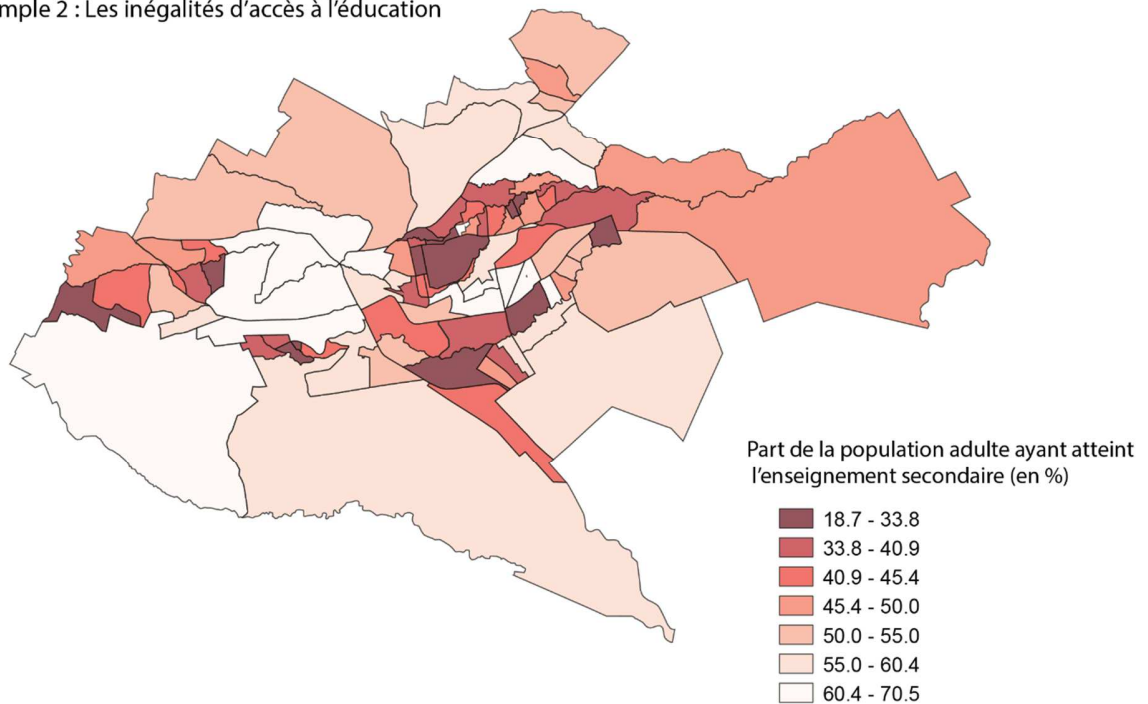 mple 2 : Les inégalités d'accès à l'éducation
Part de la population adulte ayant atteint
l'enseignement secondaire (en %)
18.7 - 33.8
33.8 - 40.9
40.9 - 45.4
45.4 - 50.0
50.0 - 55.0
55.0 - 60.4
60.4 - 70.5